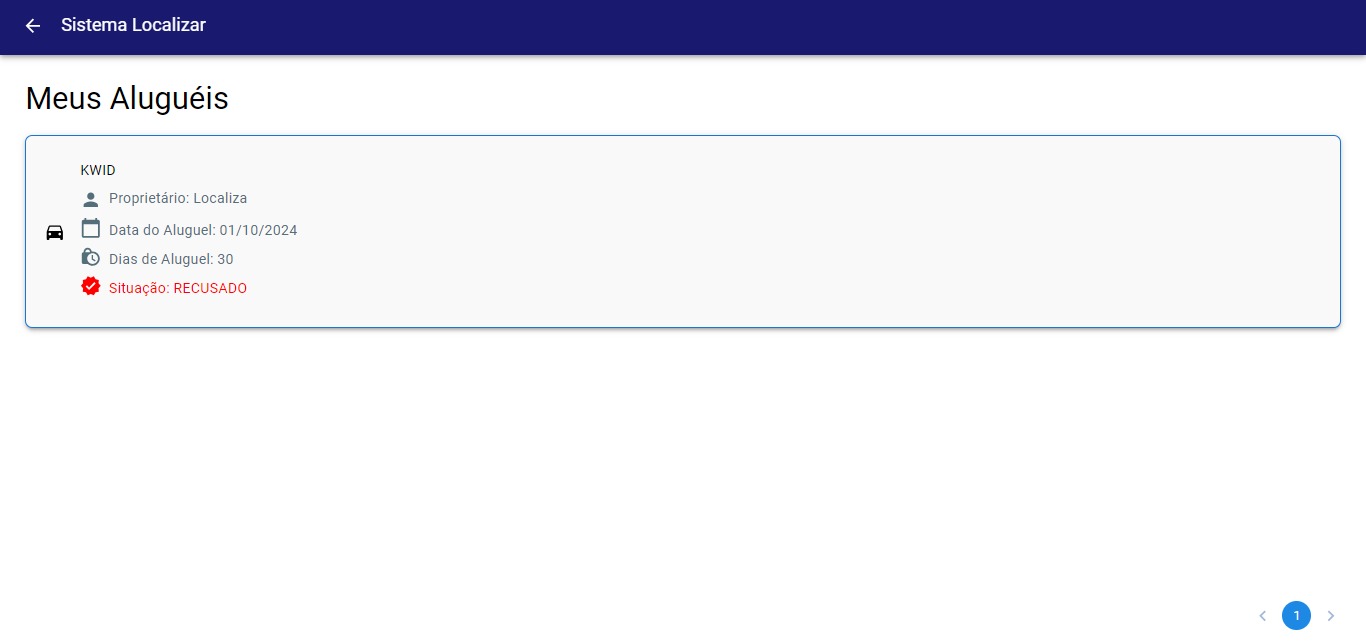 Sistema Localizar
Meus Aluguéis
KWID
Proprietário: Localiza
Data do Aluguel: 01/10/2024
Dias de Aluguel: 30
Situação: RECUSADO
1